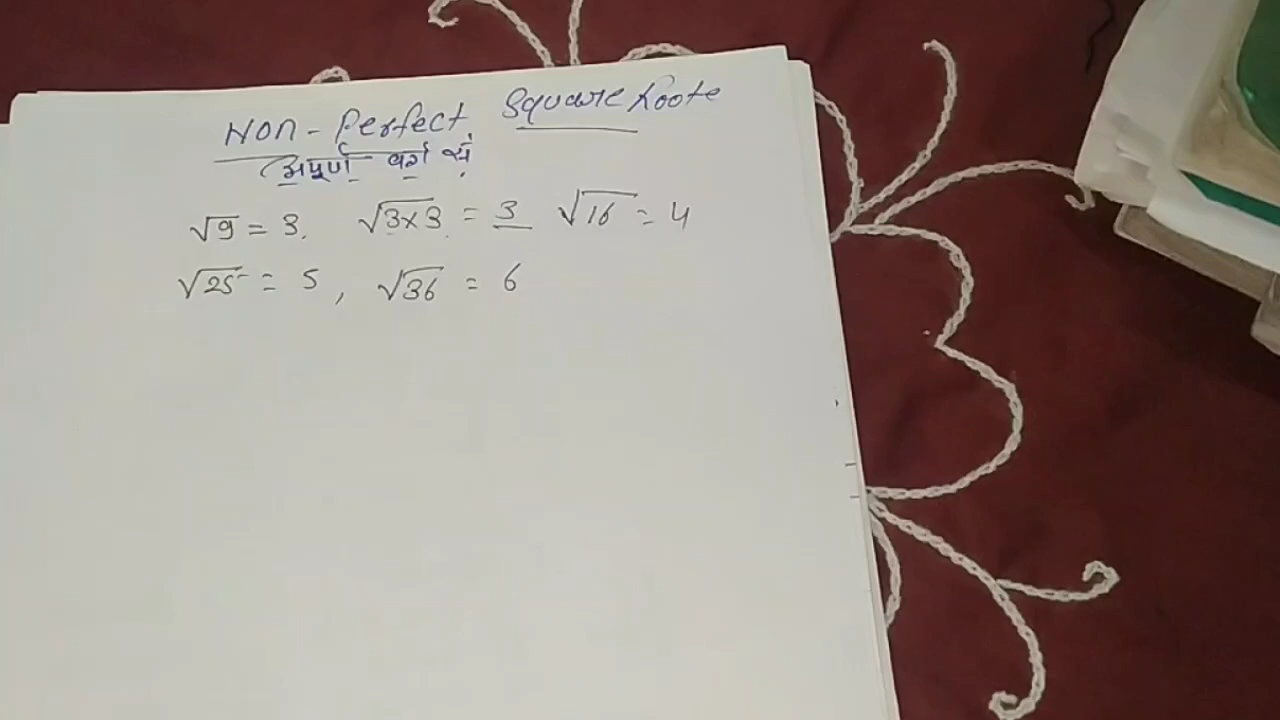 Non - Perfect Square Roote
अपूर्ण वर्ग से
√9 = 3. √3×3 = 3 √16 = 4
√25 = 5 , √36 = 6